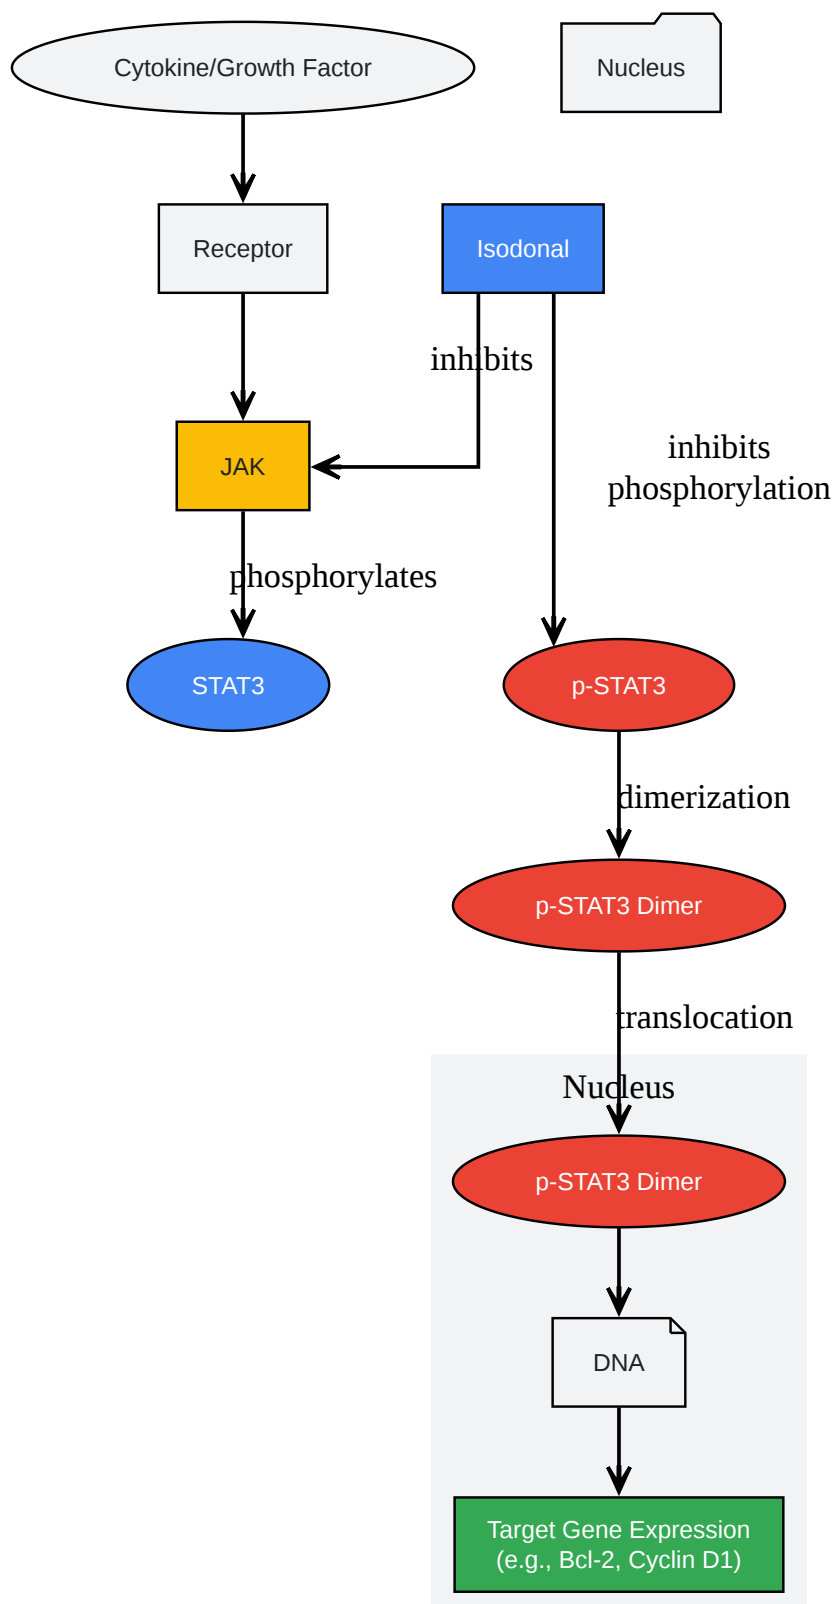 Cytokine/Growth Factor
Nucleus
Receptor
Isodonal
inhibits
inhibits
phosphorylation
JAK
phosphorylates
STAT3
p-STAT3
dimerization
p-STAT3 Dimer
translocation
Nucleus
p-STAT3 Dimer
DNA
Target Gene Expression
(e.g., Bcl-2, Cyclin D1)